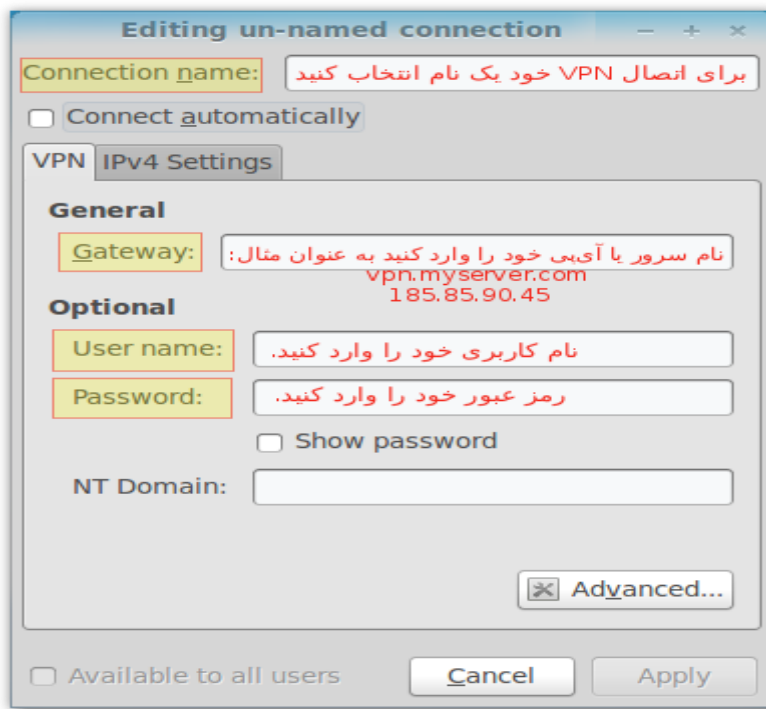 Editing un-named connection
Connection name: برای اتصال VPN خود یک نام انتخاب کنید
Connect automatically
VPN IPv4 Settings
General
Gateway: نام سرور یا آی‌پی خود را وارد کنید به عنوان مثال:
vpn.myserver.com
185.85.90.45
Optional
User name: نام کاربری خود را وارد کنید.
Password: رمز عبور خود را وارد کنید.
Show password
NT Domain:
Advanced...
Available to all users Cancel Apply